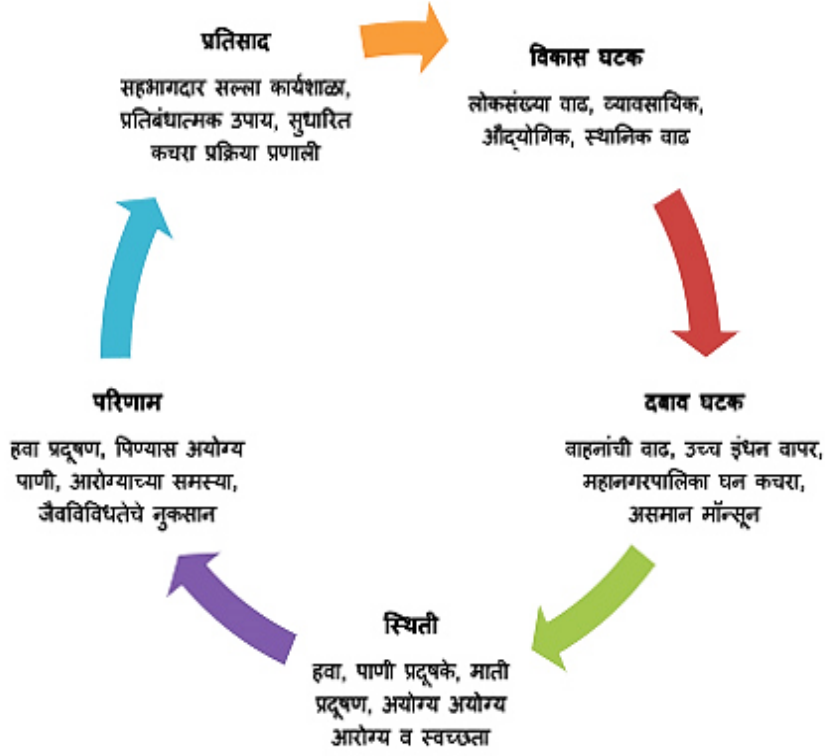 प्रतिसाद
सहभागदार सल्ला कार्यशाळा,
प्रतिबंधात्मक उपाय, सुधारित
कचरा प्रक्रिया प्रणाली
विकास घटक
लोकसंख्या वाढ, व्यावसायिक,
औद्योगिक, स्थानिक वाढ
दबाव घटक
वाहनांची वाढ, उच्च इंधन वापर,
महानगरपालिका घन कचरा,
असमान मॉन्सून
स्थिती
हवा, पाणी प्रदूषके, माती
प्रदूषण, अयोग्य अयोग्य
आरोग्य व स्वच्छता
परिणाम
हवा प्रदूषण, पिण्यास अयोग्य
पाणी, आरोग्याच्या समस्या,
जैवविविधतेचे नुकसान